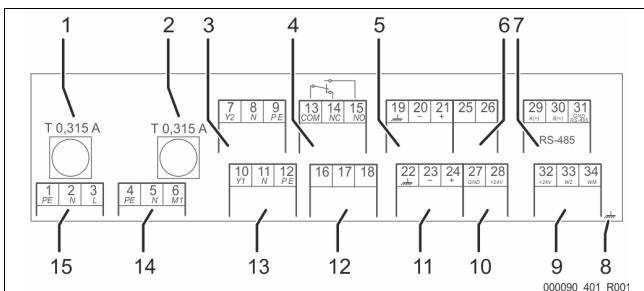 1 2 3 4 5 6 7
T 0,315 A T 0,315 A
7 8 9 13 14 15 19 20 21 25 26 29 30 31
Y2 N PE COM NC NO − + A(+) B(+) GND RS-485
RS-485
10 11 12 16 17 18 22 23 24 27 28 32 33 34
Y1 N PE − + GND +24V +24V WZ WM
1 2 3 4 5 6
PE N L PE N M1
15 14 13 12 11 10 9 8
000090_401_R001